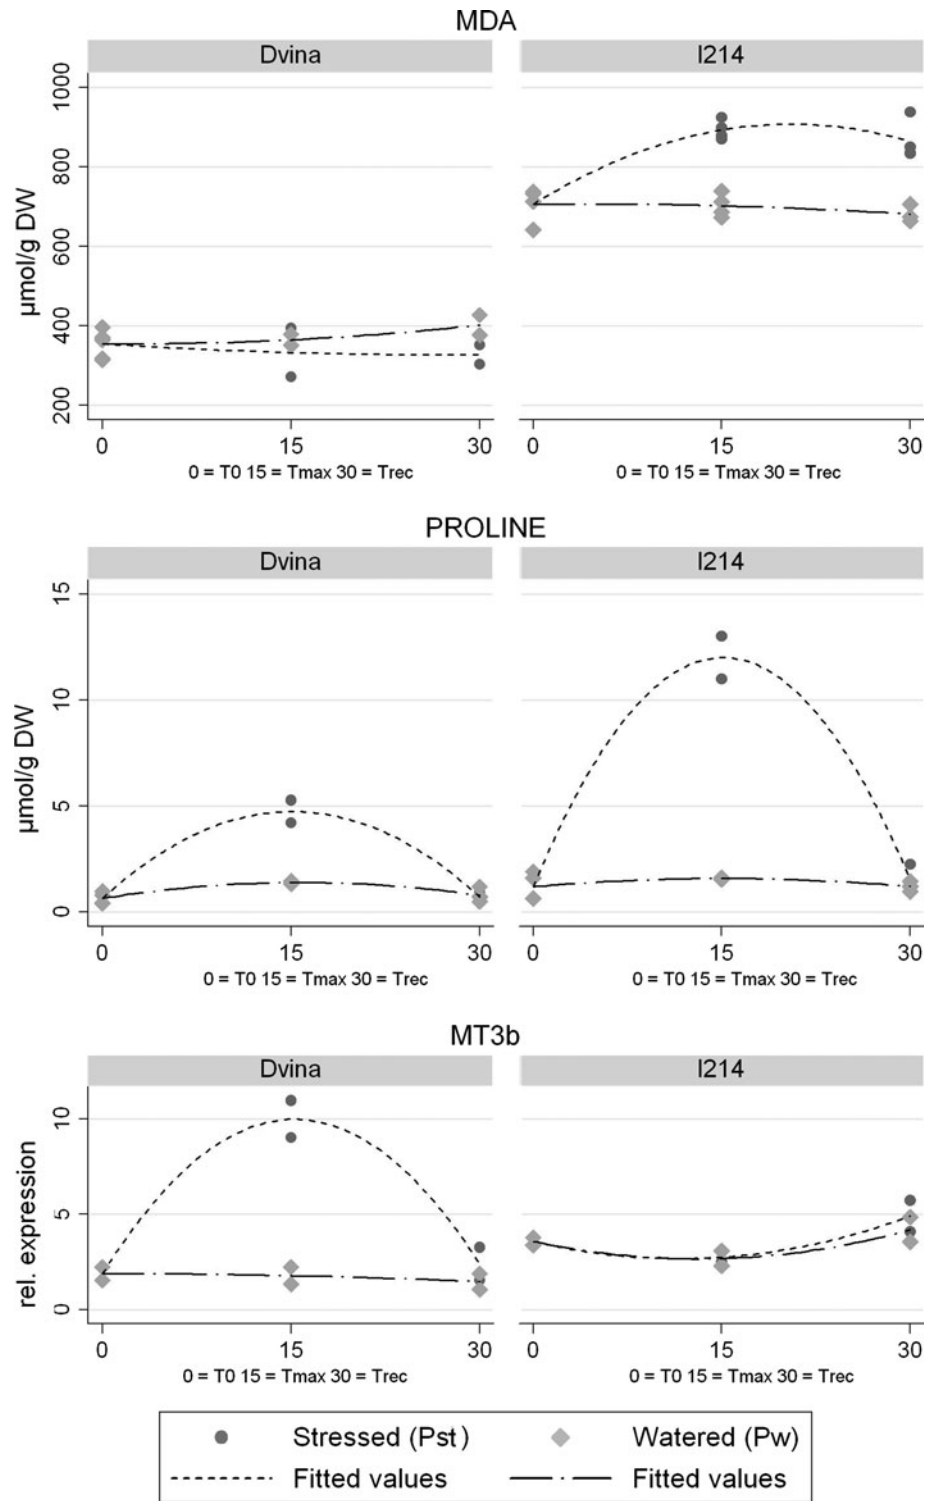 MDA
Dvina I214
µmol/g DW
1000
800
600
400
200
0 15 30 0 15 30
0 = T0 15 = Tmax 30 = Trec 0 = T0 15 = Tmax 30 = Trec
PROLINE
Dvina I214
µmol/g DW
15
10
5
0
0 15 30 0 15 30
0 = T0 15 = Tmax 30 = Trec 0 = T0 15 = Tmax 30 = Trec
MT3b
Dvina I214
rel. expression
10
5
0
0 15 30 0 15 30
0 = T0 15 = Tmax 30 = Trec 0 = T0 15 = Tmax 30 = Trec
Stressed (Pst) Watered (Pw)
Fitted values Fitted values